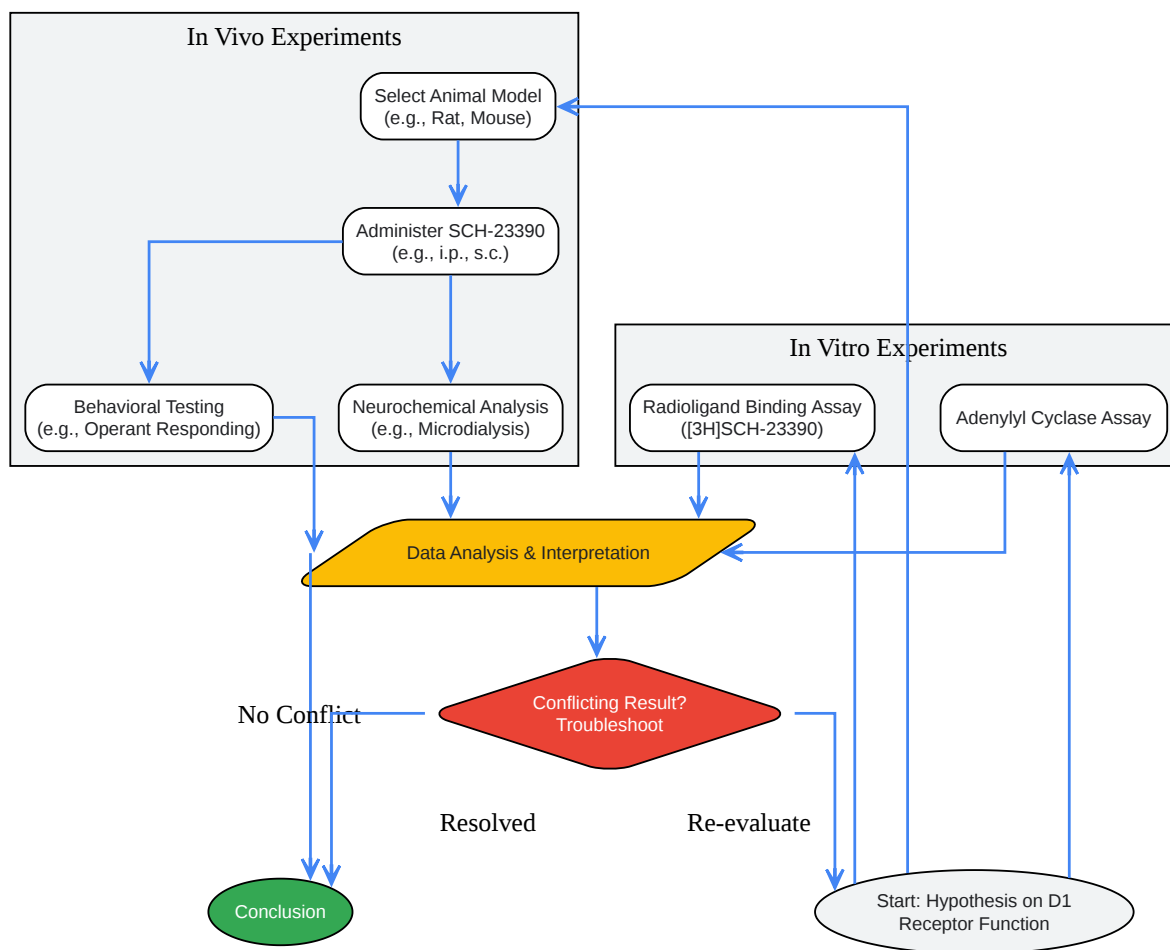 In Vivo Experiments
Select Animal Model
(e.g., Rat, Mouse)
Administer SCH-23390
(e.g., i.p., s.c.)
Behavioral Testing
(e.g., Operant Responding)
Neurochemical Analysis
(e.g., Microdialysis)
In Vitro Experiments
Radioligand Binding Assay
([3H]SCH-23390)
Adenylyl Cyclase Assay
Data Analysis & Interpretation
Conflicting Result?
Troubleshoot
No Conflict
Resolved
Re-evaluate
Conclusion
Start: Hypothesis on D1
Receptor Function